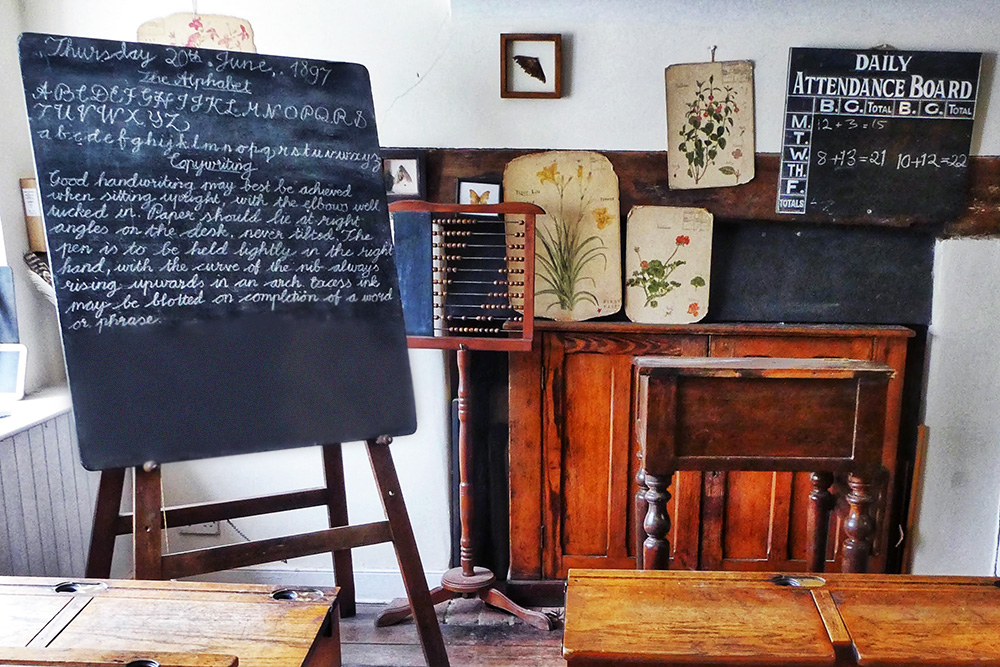 Thursday 20th June, 1897
The Alphabet
A B C D E F G H I J K L M N O P Q R S
T U V W X Y Z
a b c d e f g h i j k l m n o p q r s t u v w x y z
Copywriting
Good handwriting may best be achieved
when sitting upright, with the elbows well
tucked in. Paper should lie at right
angles on the desk, never tilted. The
pen is to be held lightly in the right
hand, with the curve of the nib always
rising upwards in an arch. Excess ink
may be blotted on completion of a word
or phrase.
DAILY
ATTENDANCE BOARD
B. G. TOTAL B. G. TOTAL
M. 12 + 3 = 15
T.
W. 8 + 13 = 21 10 + 12 = 22
TH.
F.
TOTALS